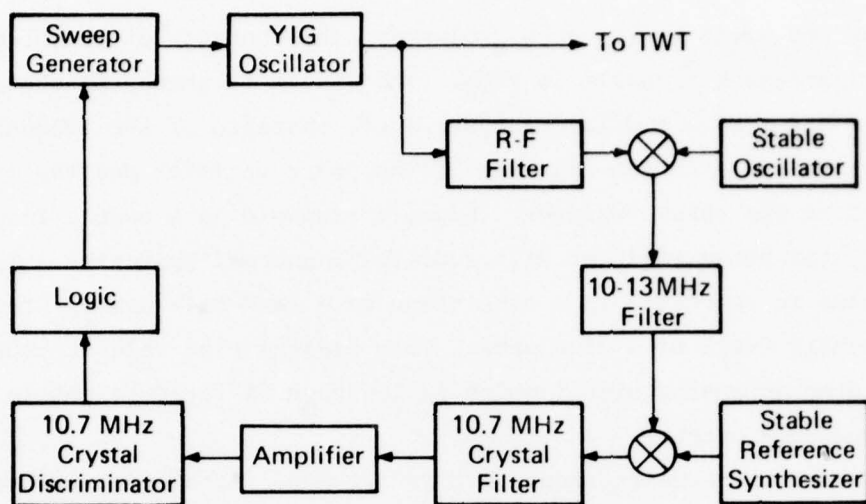 Sweep
Generator
YIG
Oscillator
To TWT
R-F
Filter
Stable
Oscillator
10-13MHz
Filter
Logic
10.7 MHz
Crystal
Discriminator
Amplifier
10.7 MHz
Crystal
Filter
Stable
Reference
Synthesizer